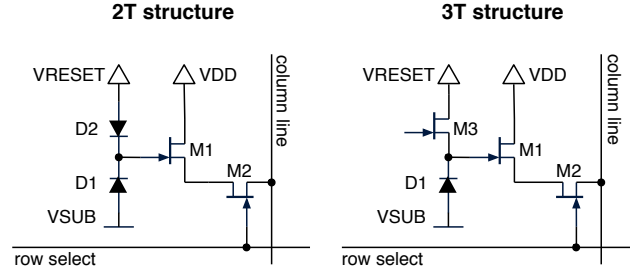 2T structure
VRESET
VDD
column line
D2
M1
M2
D1
VSUB
row select
3T structure
VRESET
VDD
column line
M3
M1
M2
D1
VSUB
row select